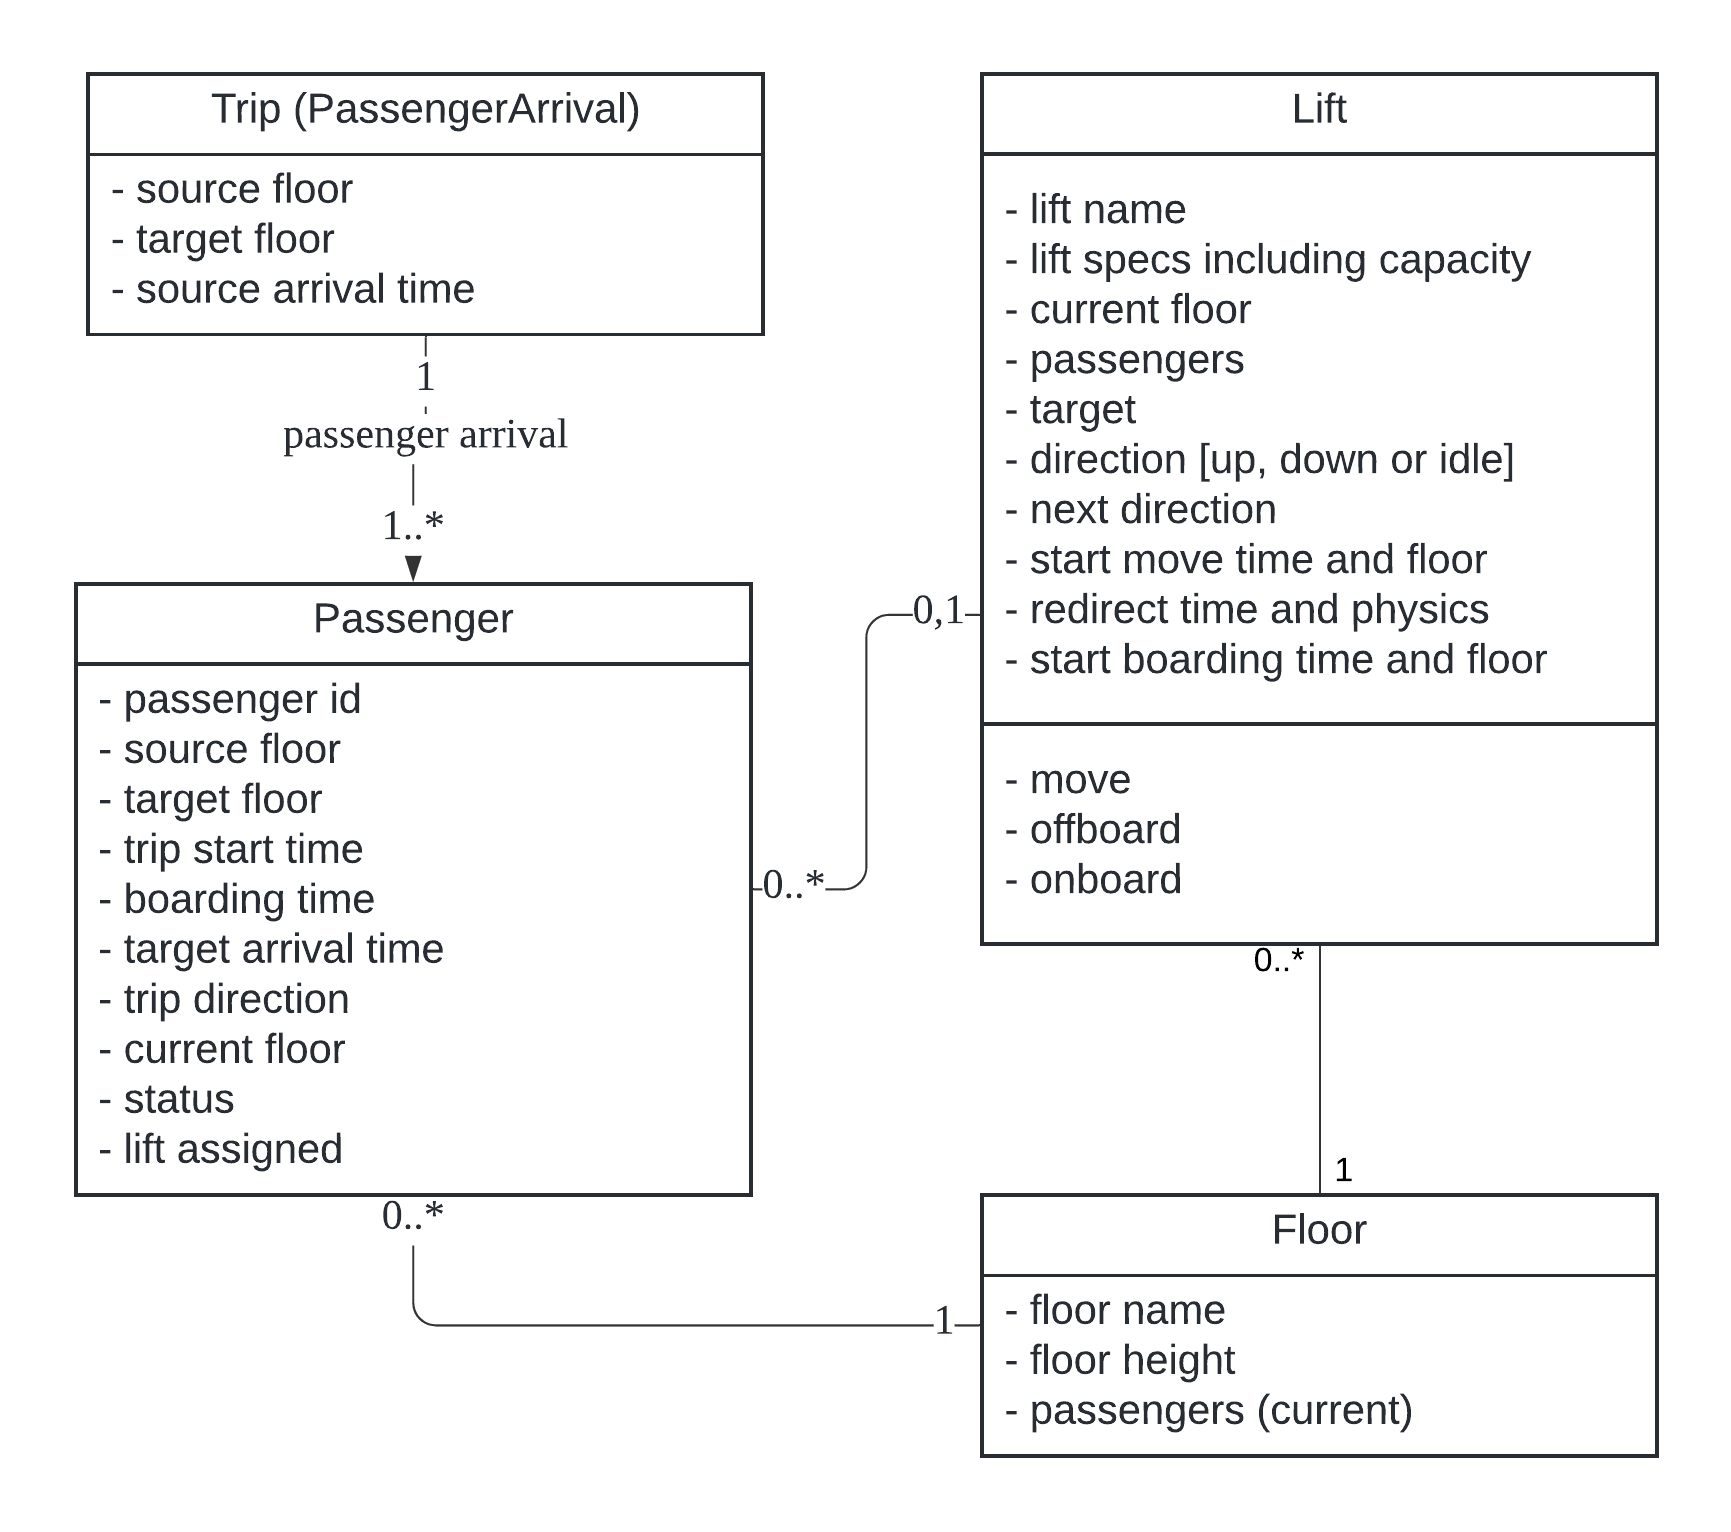 Trip (PassengerArrival)
- source floor
- target floor
- source arrival time
1
passenger arrival
1..*
Passenger
- passenger id
- source floor
- target floor
- trip start time
- boarding time
- target arrival time
- trip direction
- current floor
- status
- lift assigned
0..*
0,1
Lift
- lift name
- lift specs including capacity
- current floor
- passengers
- target
- direction [up, down or idle]
- next direction
- start move time and floor
- redirect time and physics
- start boarding time and floor
- move
- offboard
- onboard
0..*
1
0..*
1
Floor
- floor name
- floor height
- passengers (current)